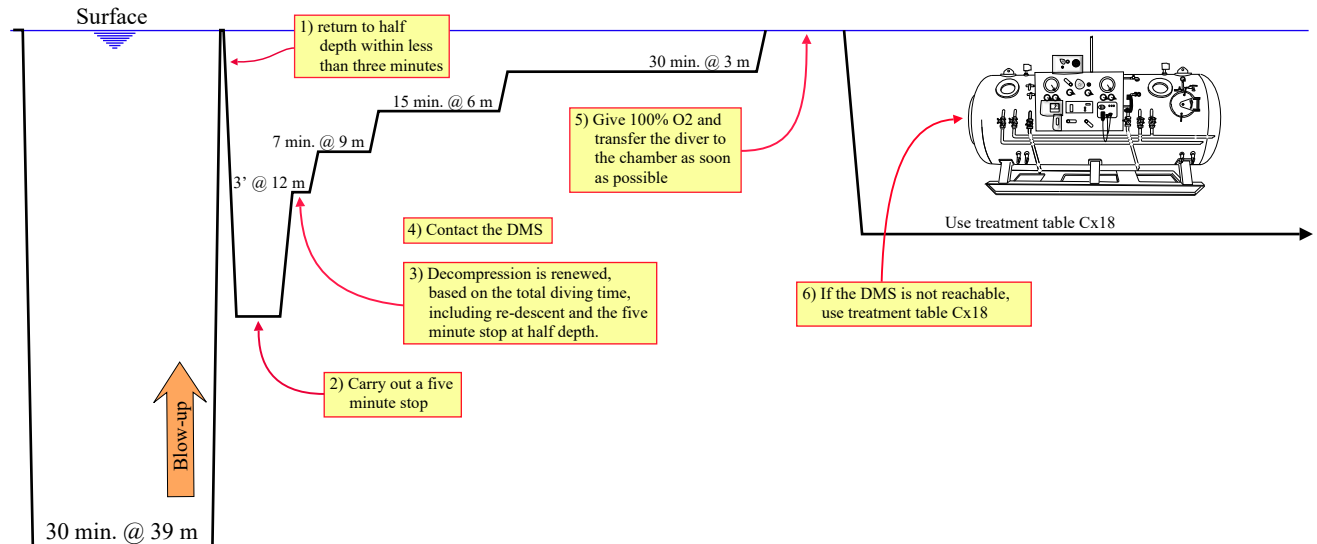 Surface
1) return to half
depth within less
than three minutes
30 min. @ 3 m
15 min. @ 6 m
7 min. @ 9 m
3’ @ 12 m
5) Give 100% O2 and
transfer the diver to
the chamber as soon
as possible
4) Contact the DMS
Use treatment table Cx18
3) Decompression is renewed,
based on the total diving time,
including re-descent and the five
minute stop at half depth.
6) If the DMS is not reachable,
use treatment table Cx18
2) Carry out a five
minute stop
Blow-up
30 min. @ 39 m